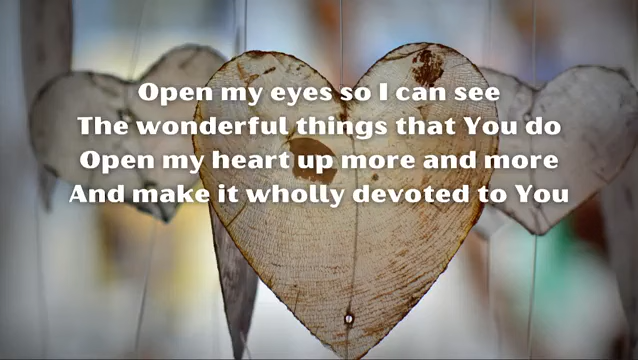 Open my eyes so I can see
The wonderful things that You do
Open my heart up more and more
And make it wholly devoted to You